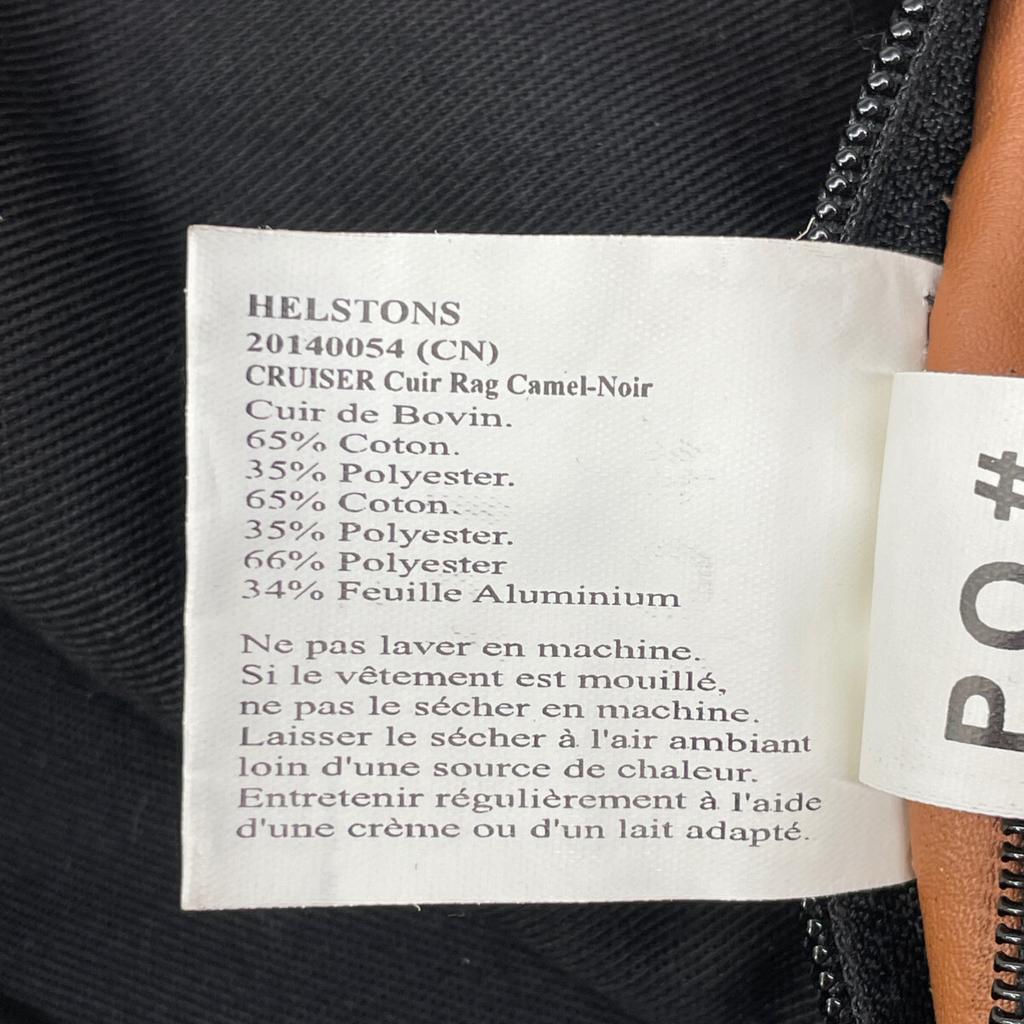 HELSTONS
20140054 (CN)
CRUISER Cuir Rag Camel-Noir
Cuir de Bovin.
65% Coton.
35% Polyester.
65% Coton.
35% Polyester.
66% Polyester
34% Feuille Aluminium
Ne pas laver en machine.
Si le vêtement est mouillé,
ne pas le sécher en machine.
Laisser le sécher à l'air ambiant
loin d'une source de chaleur.
Entretenir régulièrement à l'aide
d'une crème ou d'un lait adapté.
PO#